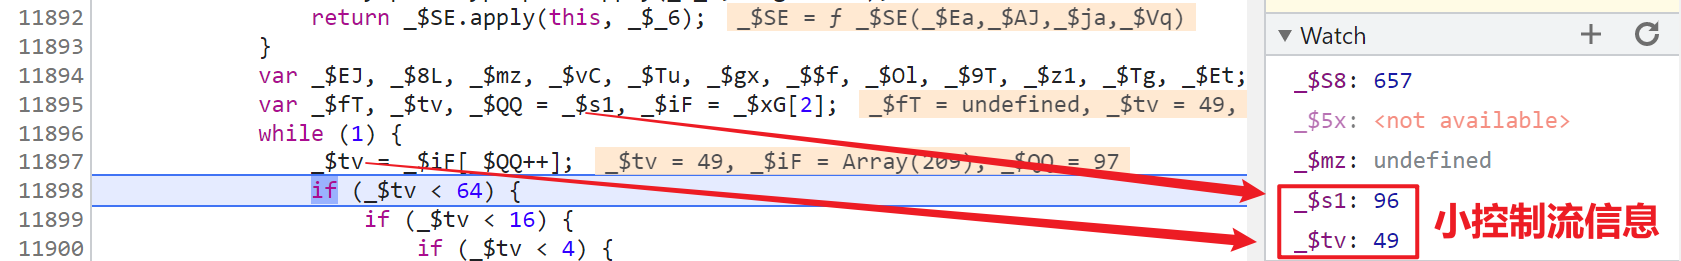 11892 return _$SE.apply(this, _$_6); _$SE = ƒ _$SE(_$Ea,_$AJ,_$ja,_$Vq)
11893 }
11894 var _$EJ, _$8L, _$mz, _$vC, _$Tu, _$gx, _$$f, _$Ol, _$9T, _$z1, _$Tg, _$Et;
11895 var _$fT, _$tv, _$QQ = _$s1, _$iF = _$xG[2]; _$fT = undefined, _$tv = 49,
11896 while (1) {
11897 _$tv = _$iF[_$QQ++]; _$tv = 49, _$iF = Array(209), _$QQ = 97
11898 if (_$tv < 64) {
11899 if (_$tv < 16) {
11900 if (_$tv < 4) {
Watch
_$S8: 657
_$5x: <not available>
_$mz: undefined
_$s1: 96
_$tv: 49
小控制流信息